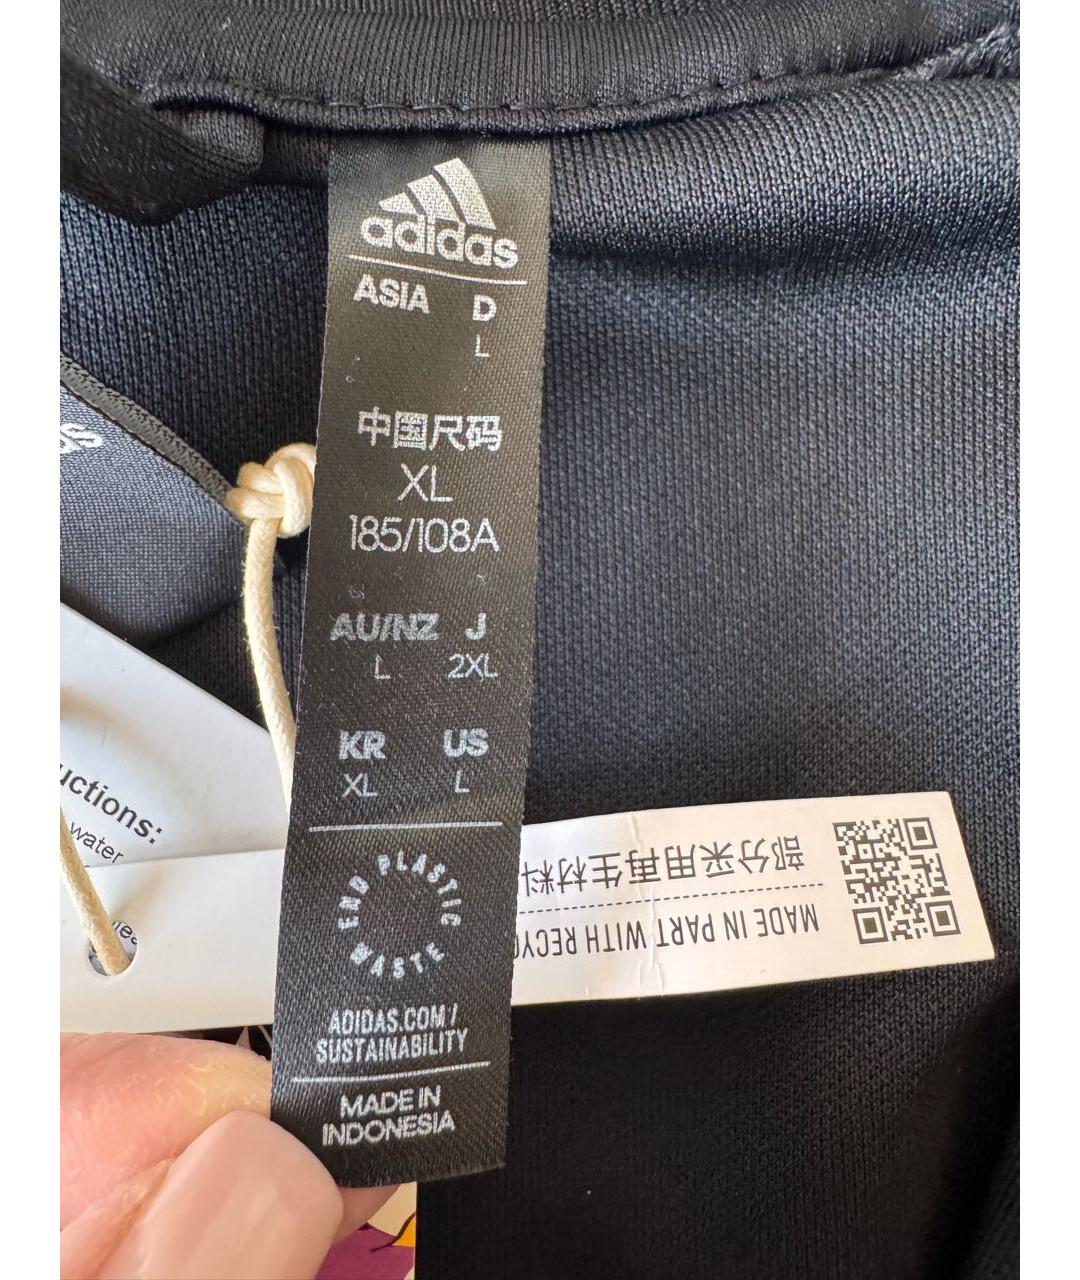 adidas
ASIA D
L
中国尺码
XL
185/108A
AU/NZ J
L 2XL
KR US
XL L
END PLASTIC WASTE
ADIDAS.COM/
SUSTAINABILITY
MADE IN
INDONESIA
部分采用再生材料
MADE IN PART WITH RECYC
uctions:
water